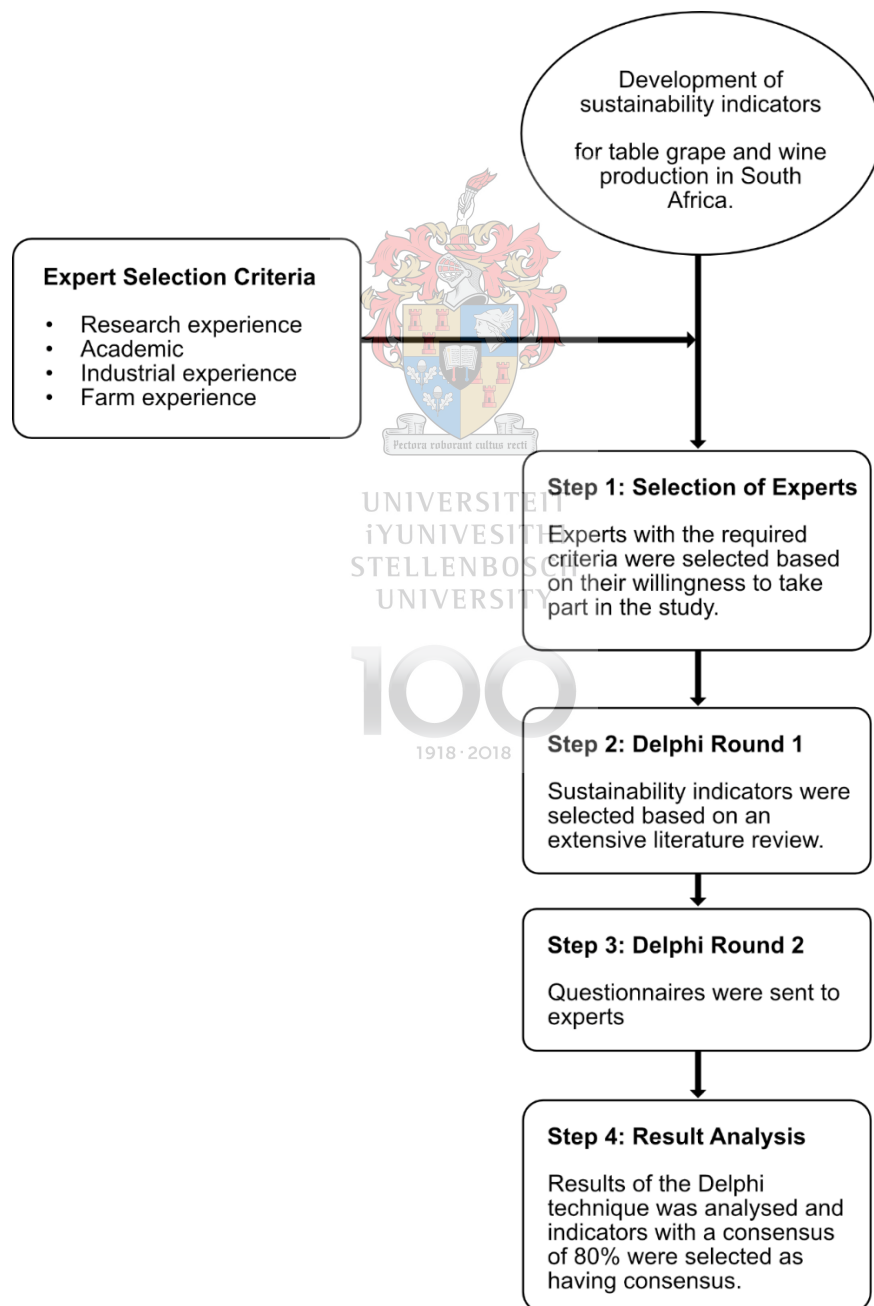 Development of
sustainability indicators
for table grape and wine
production in South
Africa.
Expert Selection Criteria
• Research experience
• Academic
• Industrial experience
• Farm experience
Pectora roborant cultus recti
UNIVERSITEIT
iYUNIVESITHI
STELLENBOSCH
UNIVERSITY
100
1918·2018
Step 1: Selection of Experts
Experts with the required
criteria were selected based
on their willingness to take
part in the study.
Step 2: Delphi Round 1
Sustainability indicators were
selected based on an
extensive literature review.
Step 3: Delphi Round 2
Questionnaires were sent to
experts
Step 4: Result Analysis
Results of the Delphi
technique was analysed and
indicators with a consensus
of 80% were selected as
having consensus.